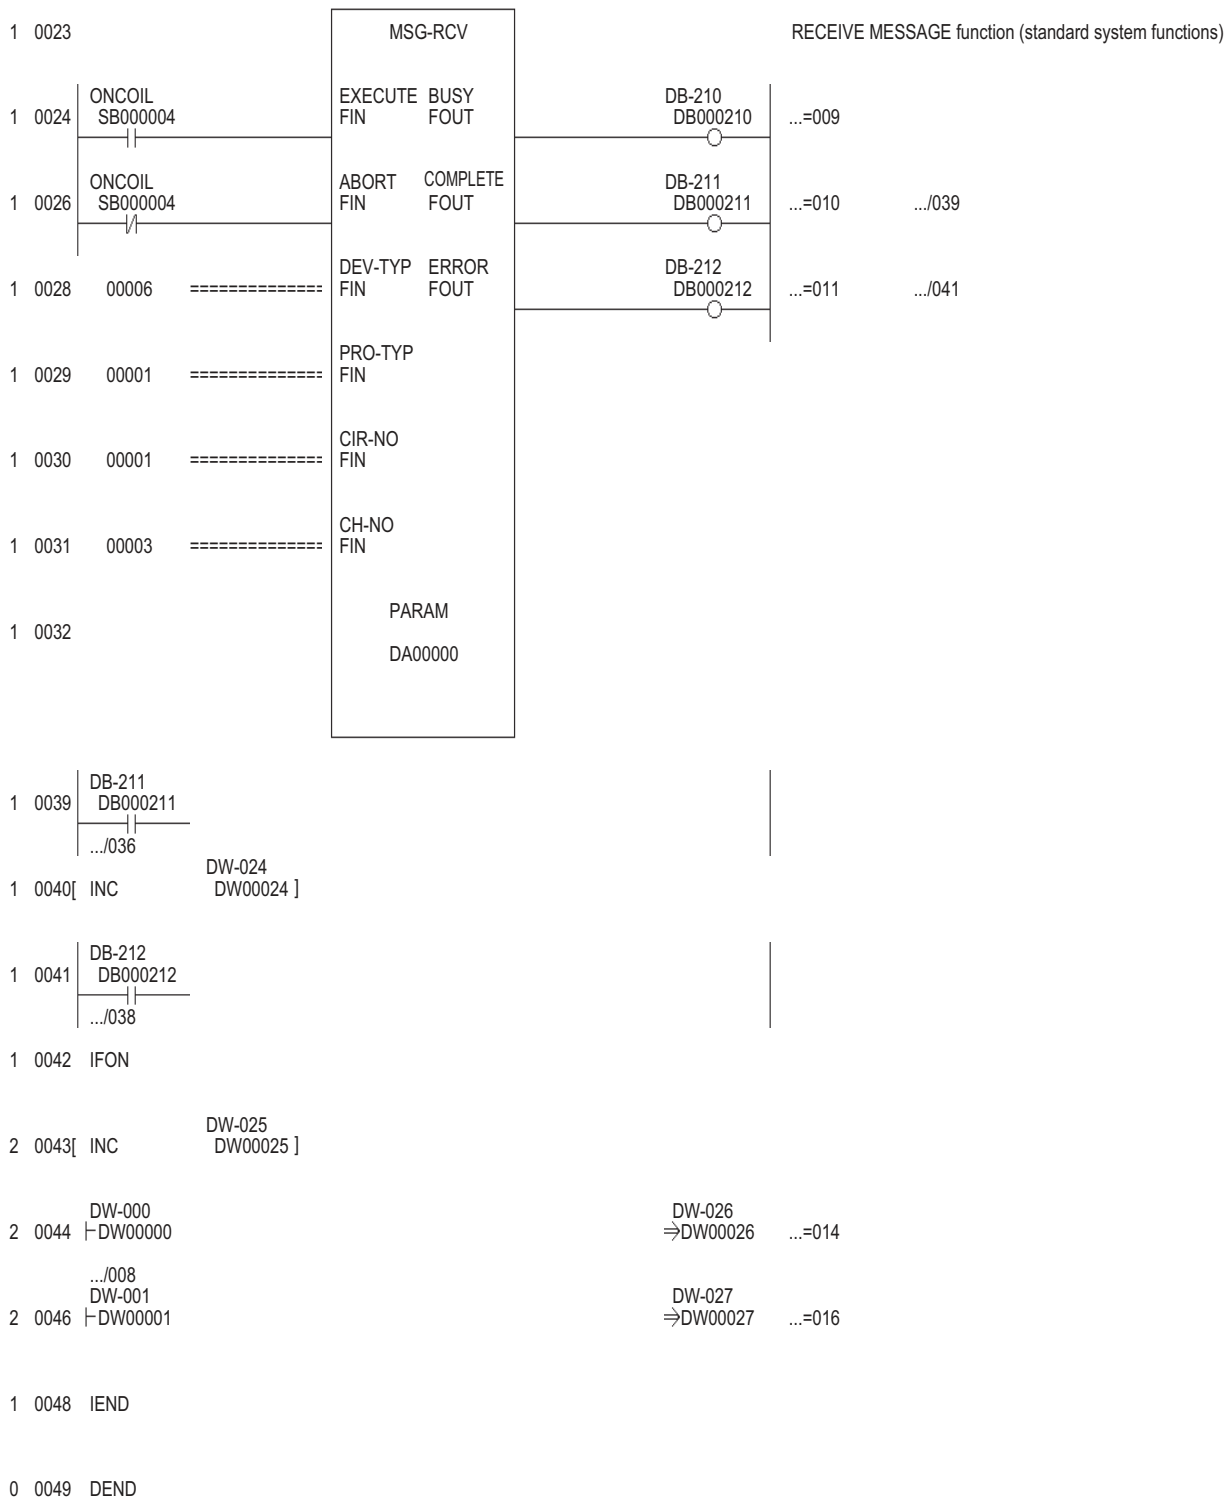 1 0023 MSG-RCV RECEIVE MESSAGE function (standard system functions)
ONCOIL EXECUTE BUSY DB-210
1 0024 SB000004 FIN FOUT DB000210 ...=009
ONCOIL ABORT COMPLETE DB-211
1 0026 SB000004 FIN FOUT DB000211 ...=010 .../039
DEV-TYP ERROR DB-212
1 0028 00006 ============== FIN FOUT DB000212 ...=011 .../041
PRO-TYP
1 0029 00001 ============== FIN
CIR-NO
1 0030 00001 ============== FIN
CH-NO
1 0031 00003 ============== FIN
PARAM
1 0032
DA00000
DB-211
1 0039 DB000211
.../036
DW-024
1 0040[ INC DW00024 ]
DB-212
1 0041 DB000212
.../038
1 0042 IFON
DW-025
2 0043[ INC DW00025 ]
DW-000 DW-026
2 0044 ├DW00000 ⇒DW00026 ...=014
.../008
DW-001 DW-027
2 0046 ├DW00001 ⇒DW00027 ...=016
1 0048 IEND
0 0049 DEND